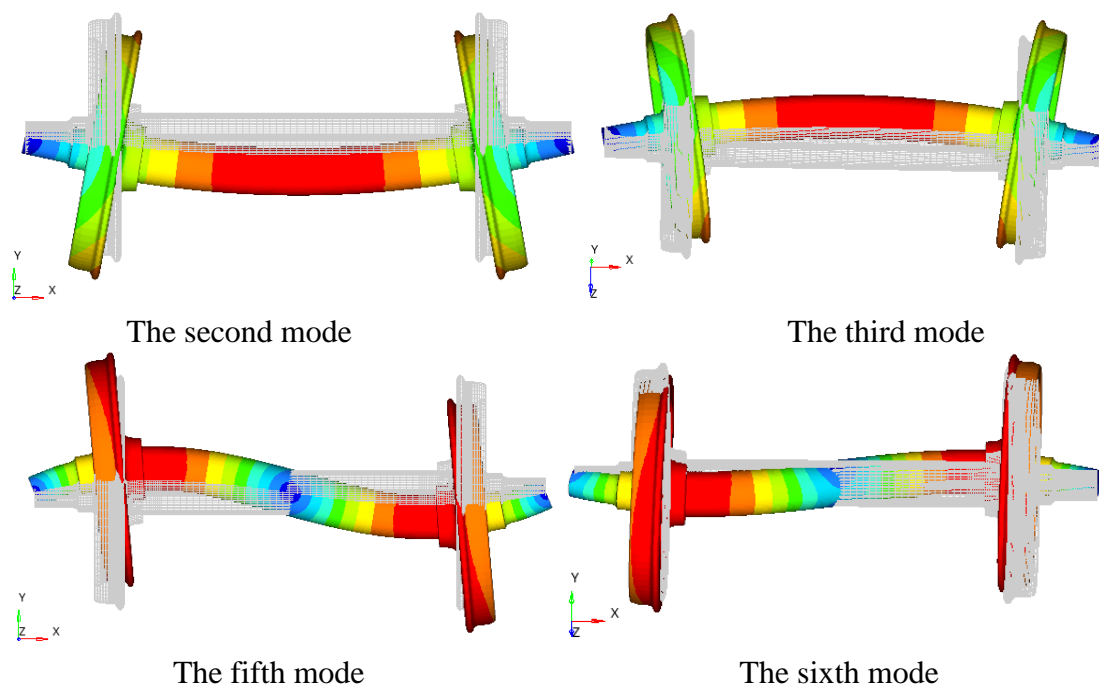 Y
Z X
Y
X
Z
The second mode
The third mode
Y
Z X
Y
X
Z
The fifth mode
The sixth mode